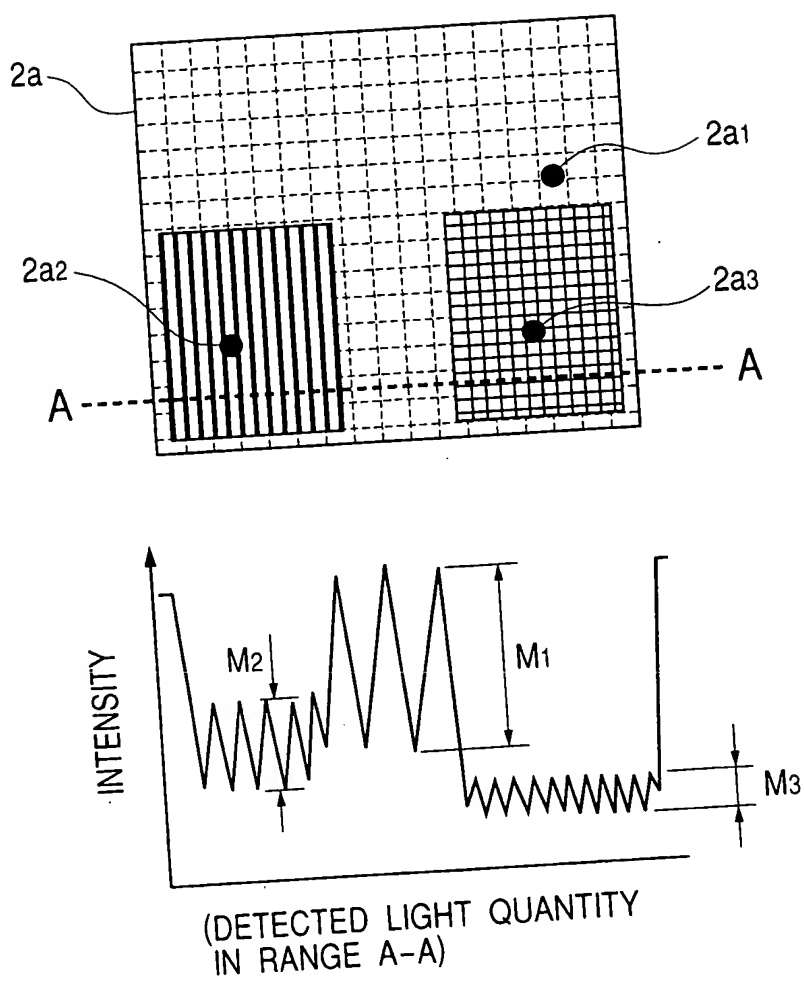 2a
2a1
2a2
2a3
A
A
INTENSITY
M2
M1
M3
(DETECTED LIGHT QUANTITY
IN RANGE A-A)